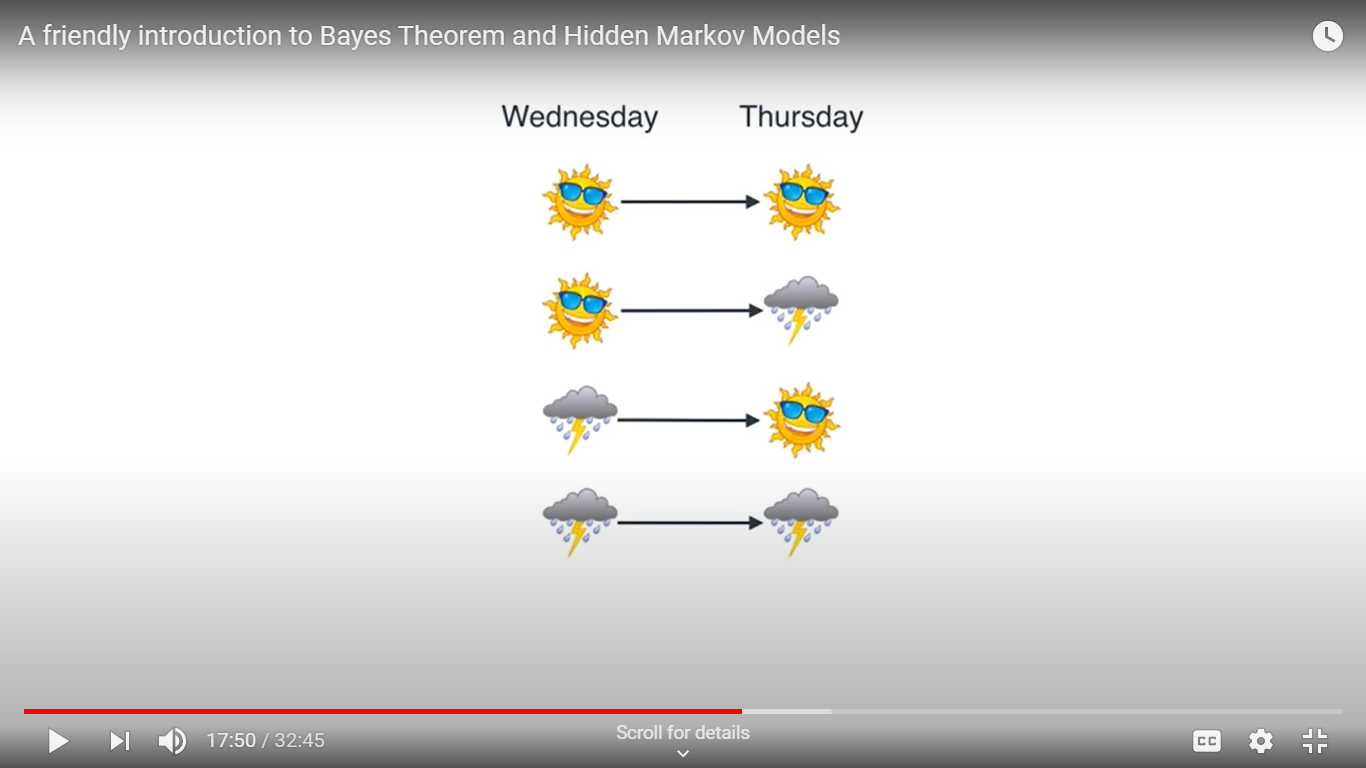 A friendly introduction to Bayes Theorem and Hidden Markov Models
Wednesday Thursday
17:50 / 32:45
Scroll for details
CC